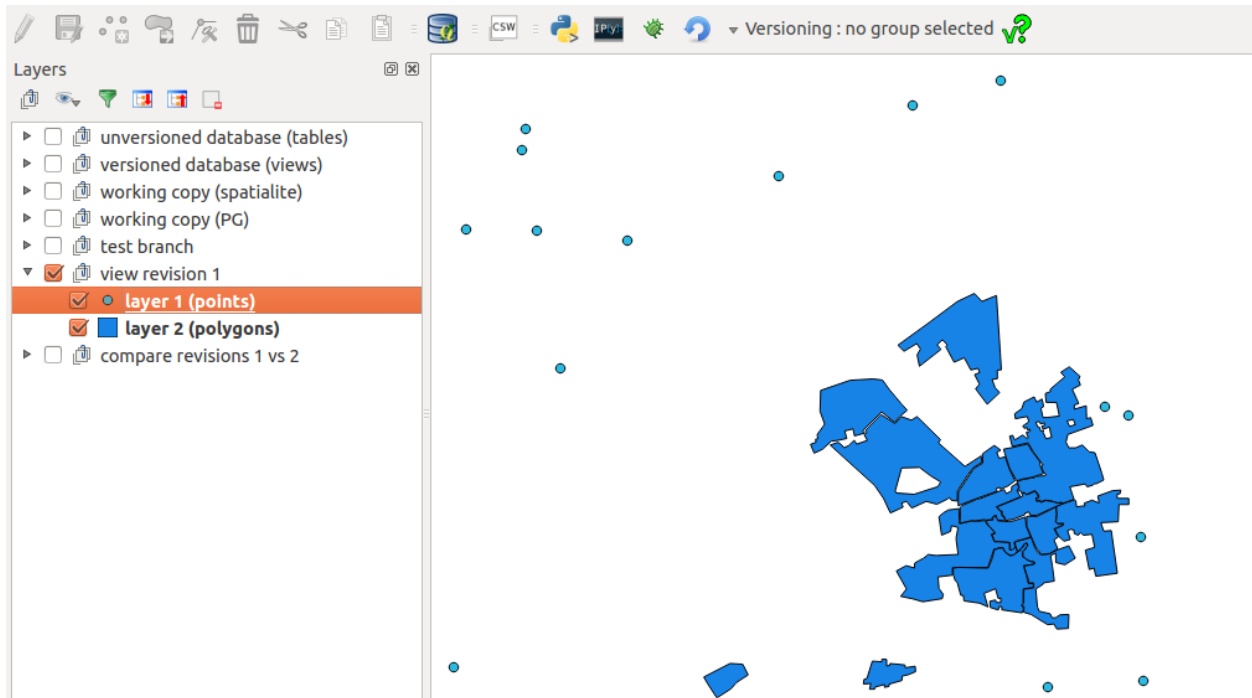 CSW
IP[y]:
Versioning : no group selected
Layers
unversioned database (tables)
versioned database (views)
working copy (spatialite)
working copy (PG)
test branch
view revision 1
layer 1 (points)
layer 2 (polygons)
compare revisions 1 vs 2